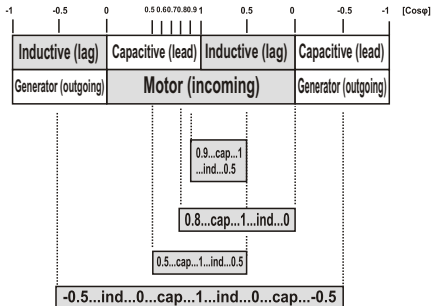 -1 -0.5 0 0.5 0.6 0.7 0.8 0.9 1 0.5 0 -0.5 -1 [Cosφ]
Inductive (lag) Capacitive (lead) Inductive (lag) Capacitive (lead)
Generator (outgoing) Motor (incoming) Generator (outgoing)
0.9...cap...1
...ind...0.5
0.8...cap...1...ind...0
0.5...cap...1...ind...0.5
-0.5...ind...0...cap...1...ind...0...cap...-0.5